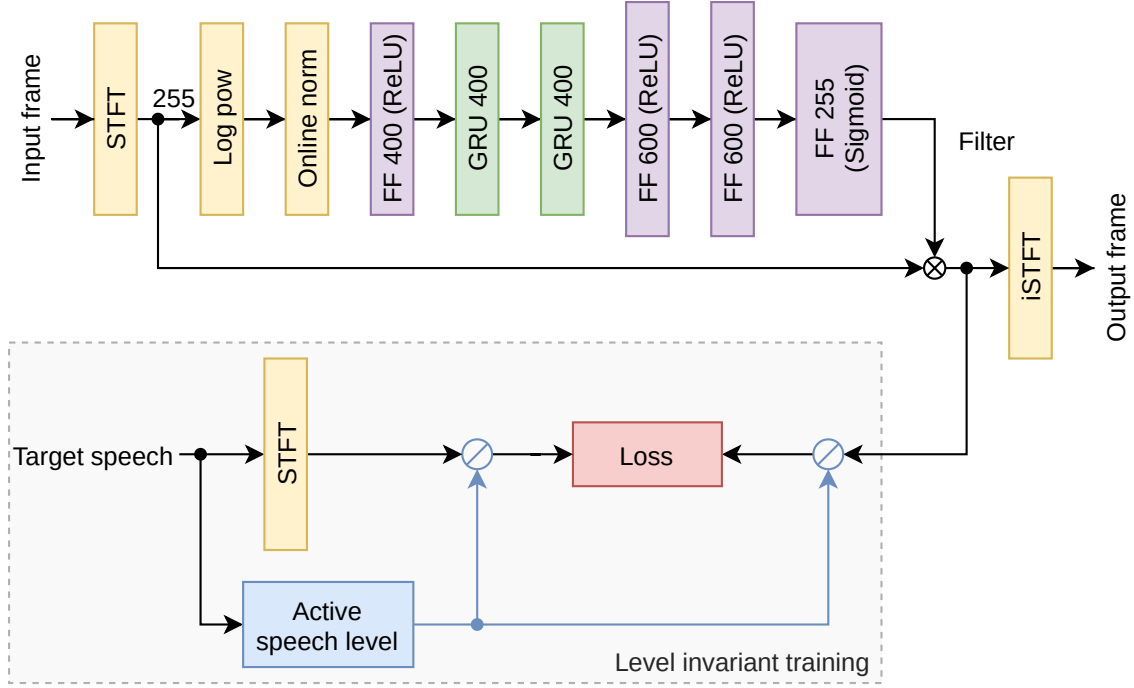 Input frame
STFT
255
Log pow
Online norm
FF 400 (ReLU)
GRU 400
GRU 400
FF 600 (ReLU)
FF 600 (ReLU)
FF 255
(Sigmoid)
Filter
iSTFT
Output frame
Target speech
STFT
Loss
Active
speech level
Level invariant training